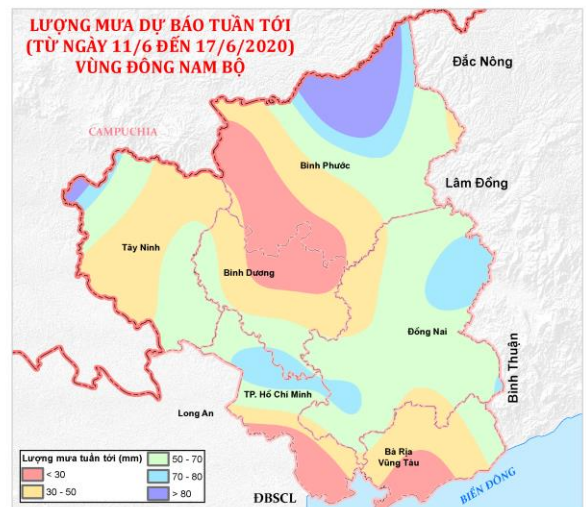 LƯỢNG MƯA DỰ BÁO TUẦN TỚI
(TỪ NGÀY 11/6 ĐẾN 17/6/2020)
VÙNG ĐÔNG NAM BỘ
Đắc Nông
CAMPUCHIA
Bình Phước
Lâm Đồng
Tây Ninh
Bình Dương
Đồng Nai
Bình Thuận
TP. Hồ Chí Minh
Long An
Bà Rịa
Vũng Tàu
Lượng mưa tuần tới (mm)
< 30
30 - 50
50 - 70
70 - 80
> 80
ĐBSCL
BIỂN ĐÔNG